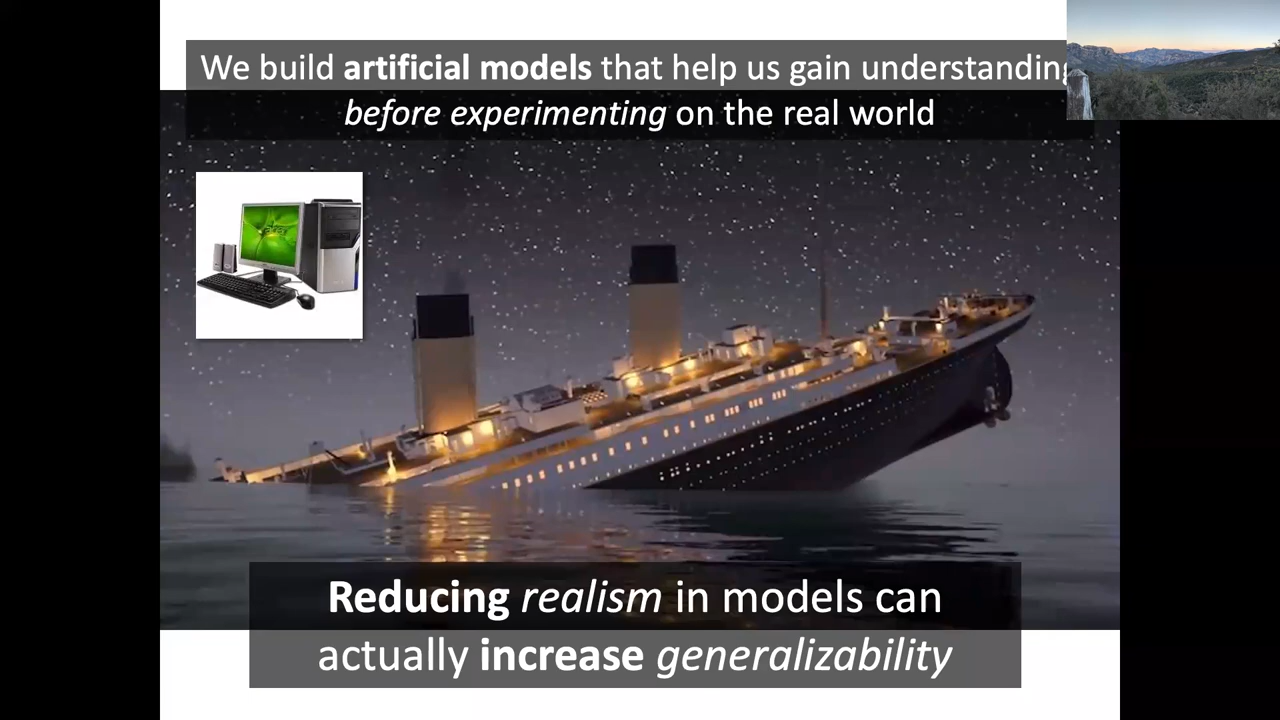 We build artificial models that help us gain understanding
before experimenting on the real world
Reducing realism in models can
actually increase generalizability